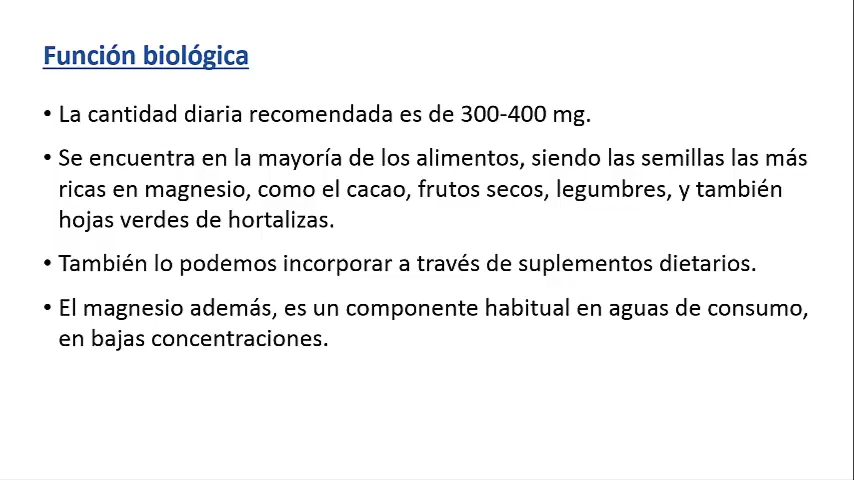 Función biológica
• La cantidad diaria recomendada es de 300-400 mg.
• Se encuentra en la mayoría de los alimentos, siendo las semillas las más
ricas en magnesio, como el cacao, frutos secos, legumbres, y también
hojas verdes de hortalizas.
• También lo podemos incorporar a través de suplementos dietarios.
• El magnesio además, es un componente habitual en aguas de consumo,
en bajas concentraciones.